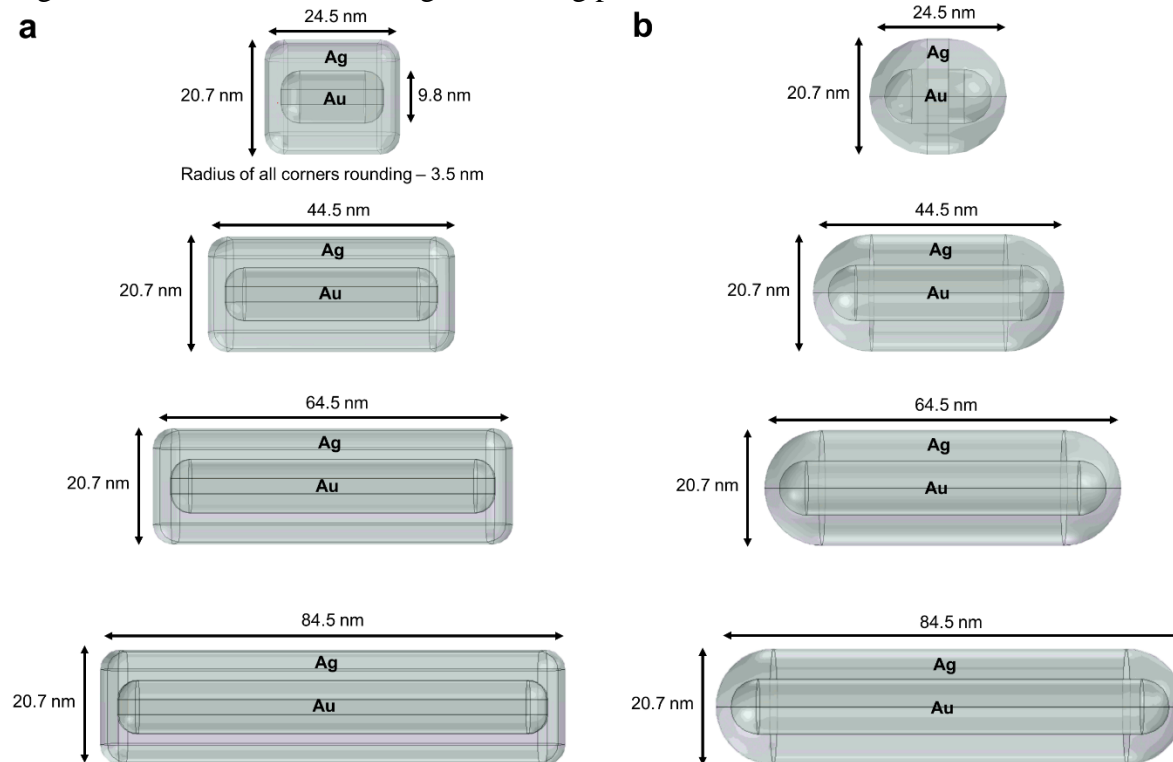 a
24.5 nm
Ag
Au
20.7 nm
9.8 nm
Radius of all corners rounding – 3.5 nm
44.5 nm
Ag
Au
20.7 nm
64.5 nm
Ag
Au
20.7 nm
84.5 nm
Ag
Au
20.7 nm
b
24.5 nm
Ag
Au
20.7 nm
44.5 nm
Ag
Au
20.7 nm
64.5 nm
Ag
Au
20.7 nm
84.5 nm
Ag
Au
20.7 nm